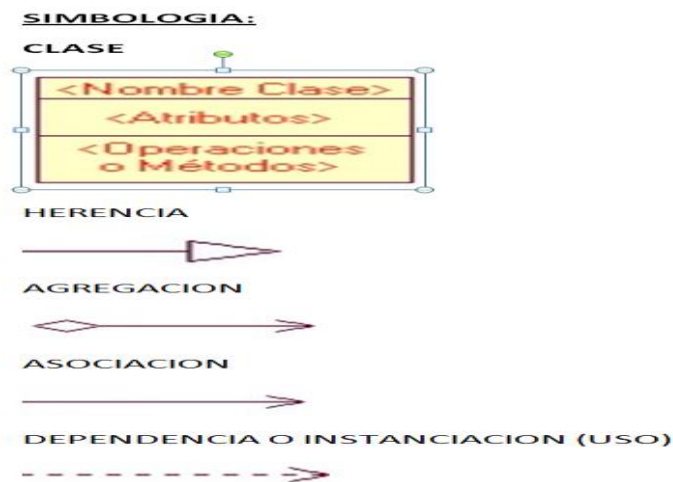 SIMBOLOGIA:
CLASE
<Nombre Clase>
<Atributos>
<Operaciones
o Métodos>
HERENCIA
AGREGACION
ASOCIACION
DEPENDENCIA O INSTANCIACION (USO)